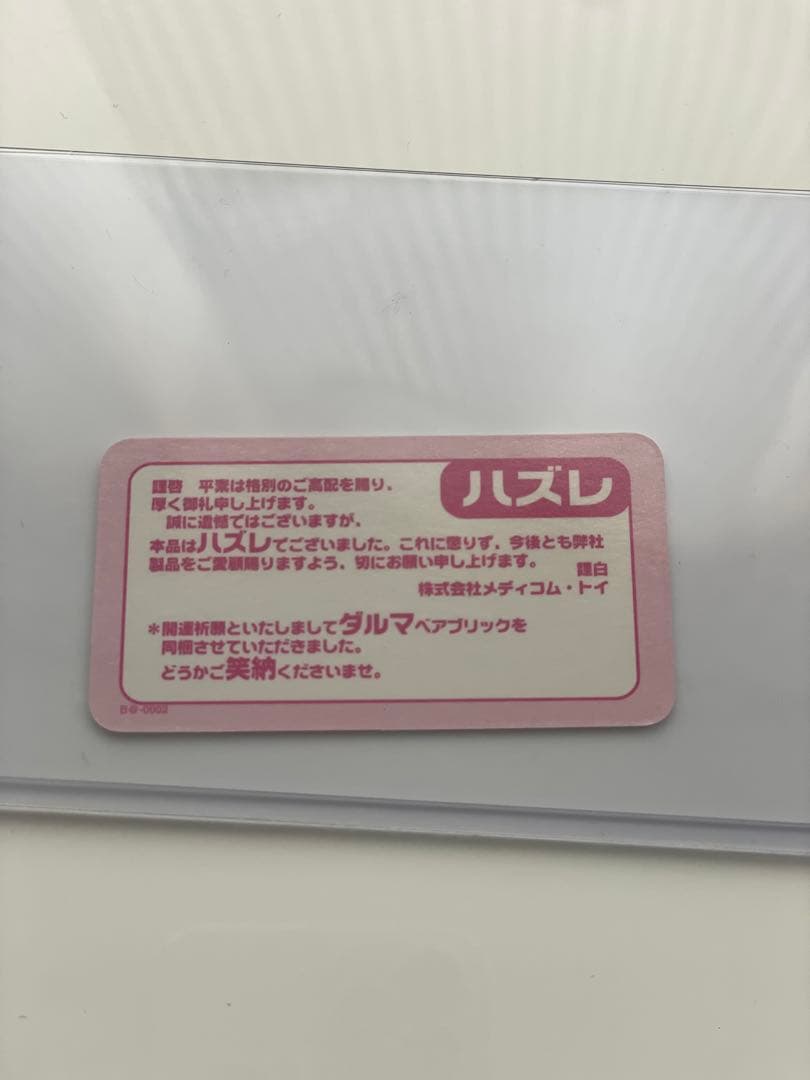 ハズレ
謹啓　平素は格別のご高配を賜り、
厚く御礼申し上げます。
誠に遺憾ではございますが、
本品はハズレでございました。これに懲りず、今後とも弊社
製品をご愛顧賜りますよう、切にお願い申し上げます。
謹白
株式会社メディコム・トイ
＊開運祈願といたしましてダルマベアブリックを
同梱させていただきました。
どうかご笑納くださいませ。